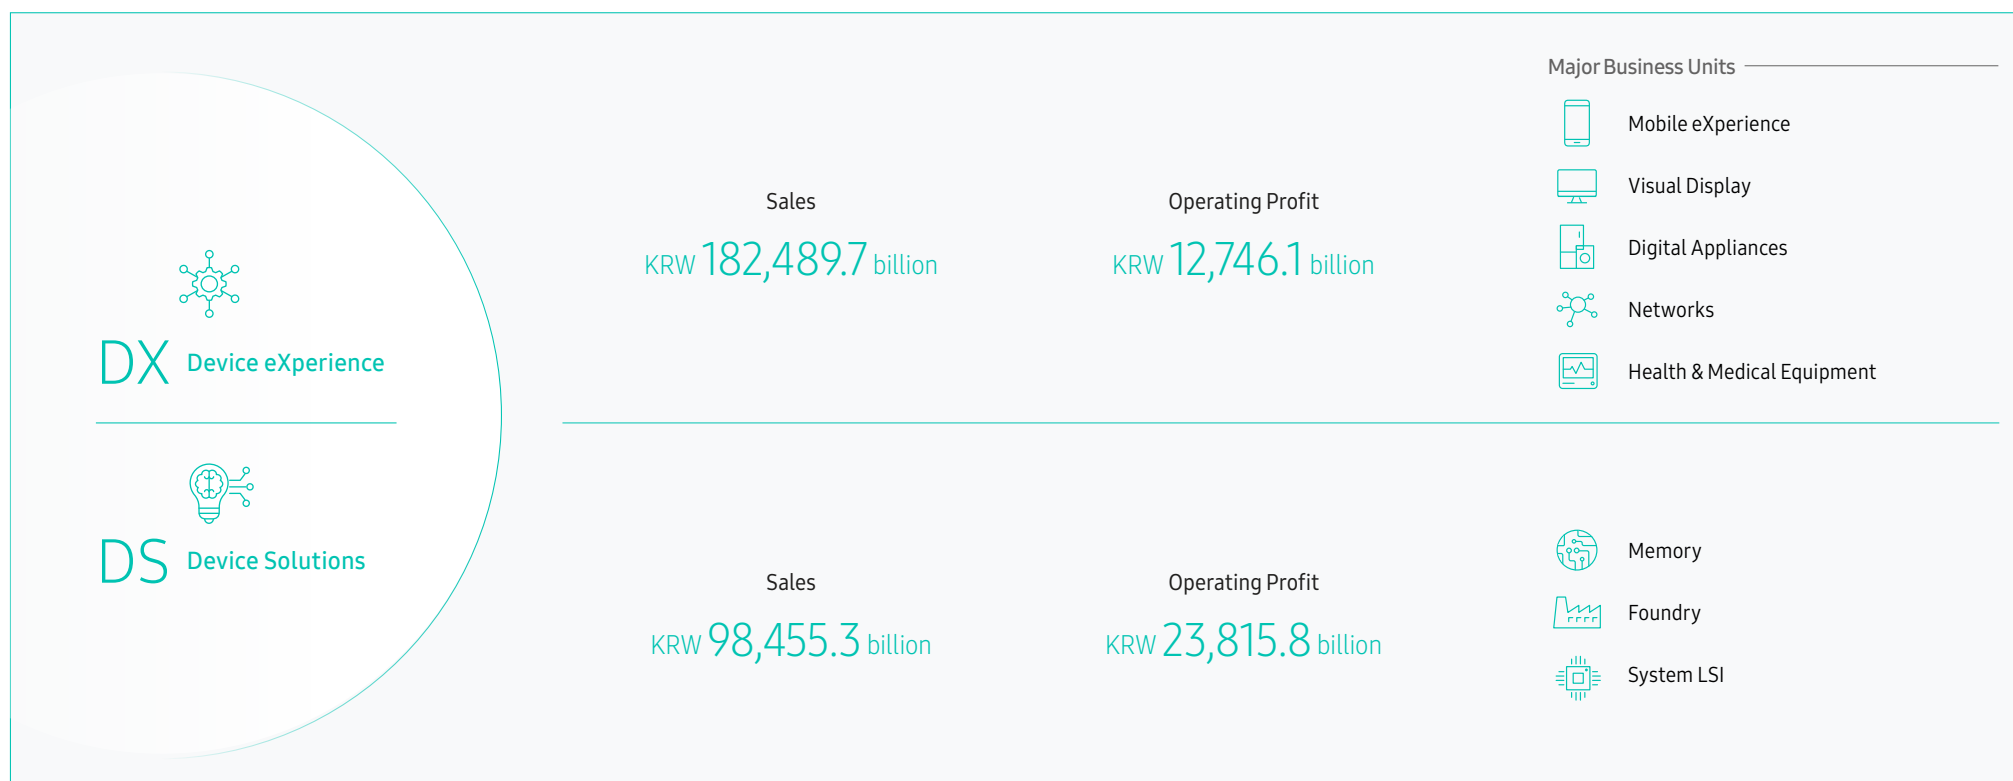 DX Device eXperience
Sales
KRW 182,489.7 billion
Operating Profit
KRW 12,746.1 billion
Major Business Units
Mobile eXperience
Visual Display
Digital Appliances
Networks
Health & Medical Equipment
DS Device Solutions
Sales
KRW 98,455.3 billion
Operating Profit
KRW 23,815.8 billion
Memory
Foundry
System LSI